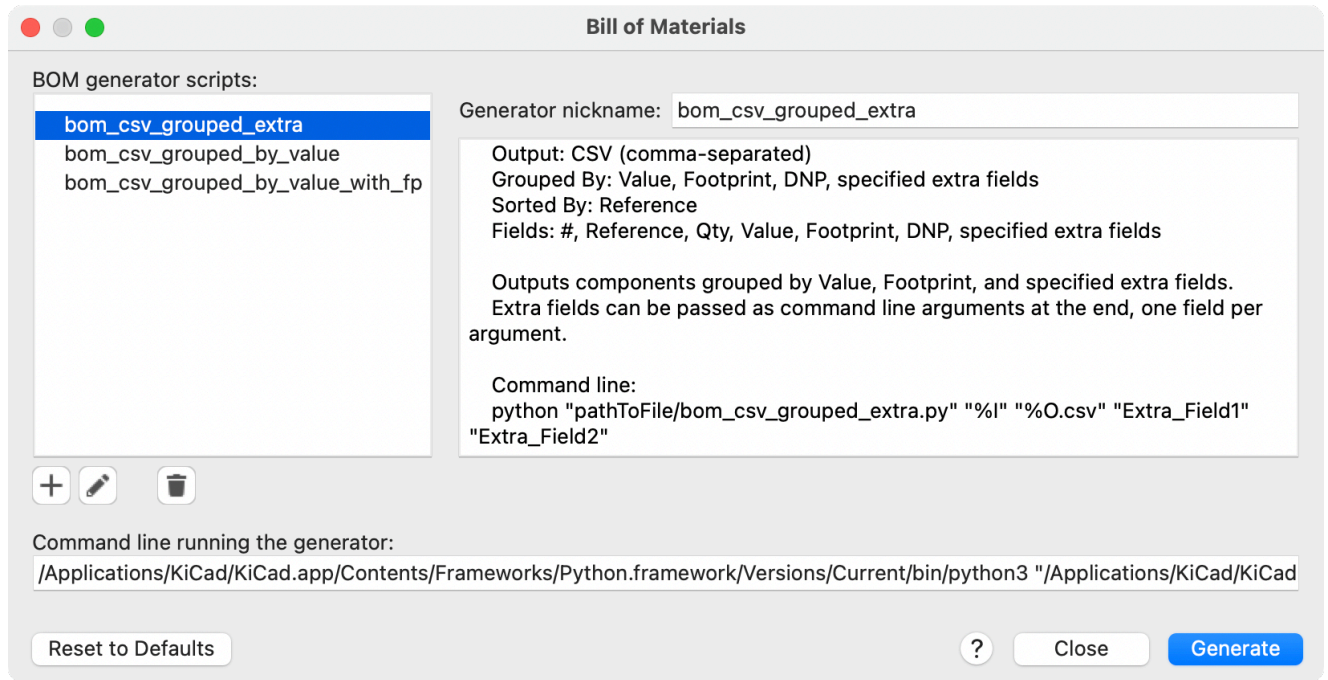 Bill of Materials
BOM generator scripts:
bom_csv_grouped_extra
bom_csv_grouped_by_value
bom_csv_grouped_by_value_with_fp
Generator nickname: bom_csv_grouped_extra
Output: CSV (comma-separated)
Grouped By: Value, Footprint, DNP, specified extra fields
Sorted By: Reference
Fields: #, Reference, Qty, Value, Footprint, DNP, specified extra fields
Outputs components grouped by Value, Footprint, and specified extra fields.
Extra fields can be passed as command line arguments at the end, one field per
argument.
Command line:
python "pathToFile/bom_csv_grouped_extra.py" "%I" "%O.csv" "Extra_Field1"
"Extra_Field2"
Command line running the generator:
/Applications/KiCad/KiCad.app/Contents/Frameworks/Python.framework/Versions/Current/bin/python3 "/Applications/KiCad/KiCad
Reset to Defaults
? Close Generate